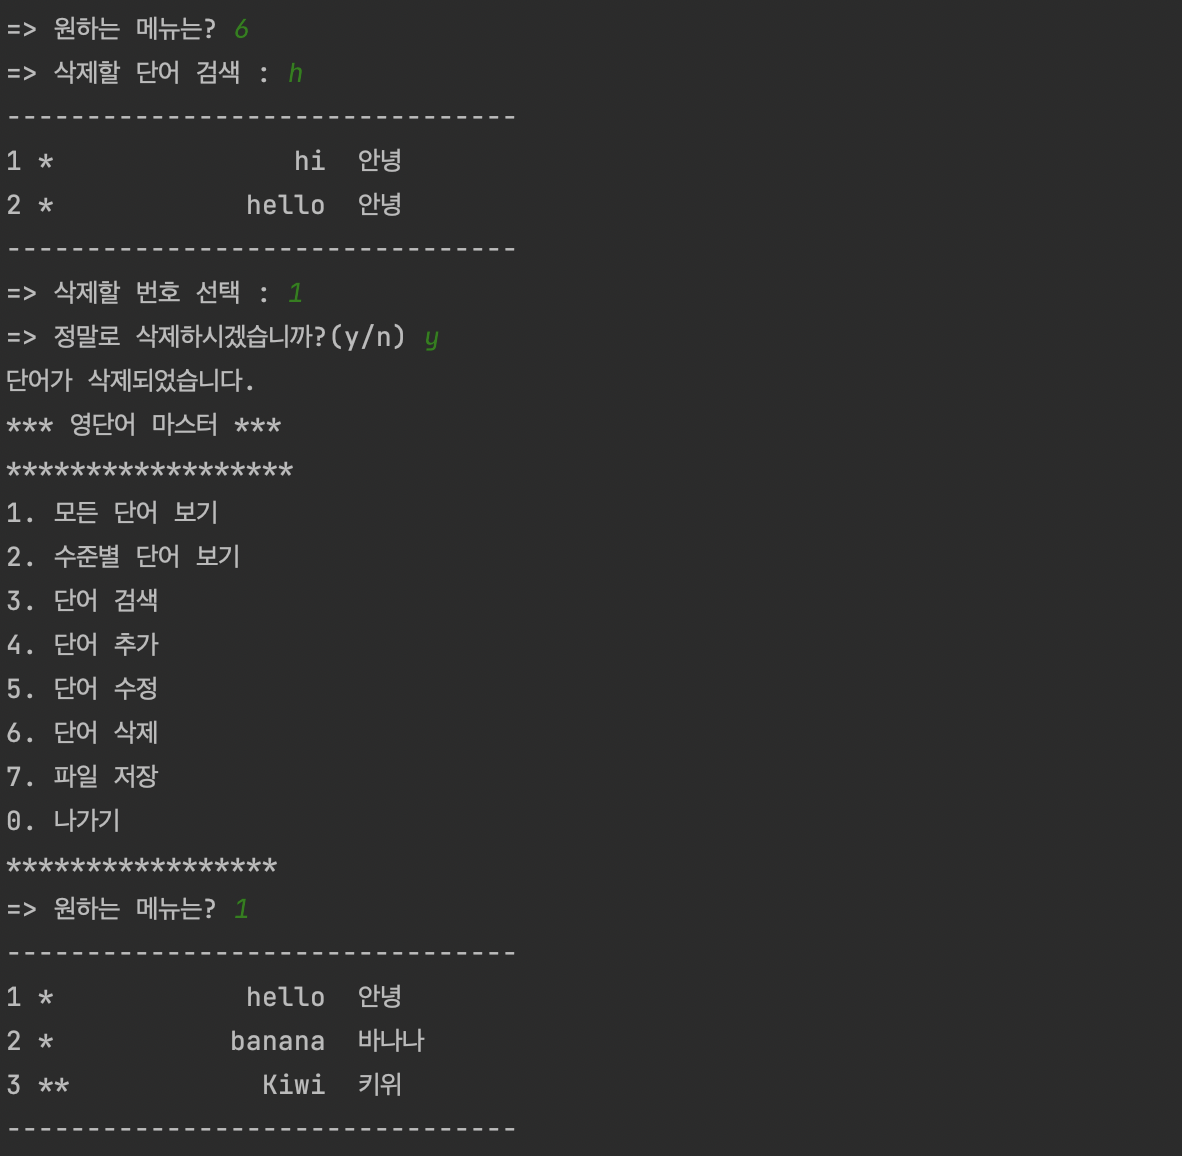 => 원하는 메뉴는? 6
=> 삭제할 단어 검색 : h
--------------------------------
1 *               hi  안녕
2 *            hello  안녕
--------------------------------
=> 삭제할 번호 선택 : 1
=> 정말로 삭제하시겠습니까?(y/n) y
단어가 삭제되었습니다.
*** 영단어 마스터 ***
******************
1. 모든 단어 보기
2. 수준별 단어 보기
3. 단어 검색
4. 단어 추가
5. 단어 수정
6. 단어 삭제
7. 파일 저장
0. 나가기
*****************
=> 원하는 메뉴는? 1
--------------------------------
1 *            hello  안녕
2 *           banana  바나나
3 **            Kiwi  키위
--------------------------------